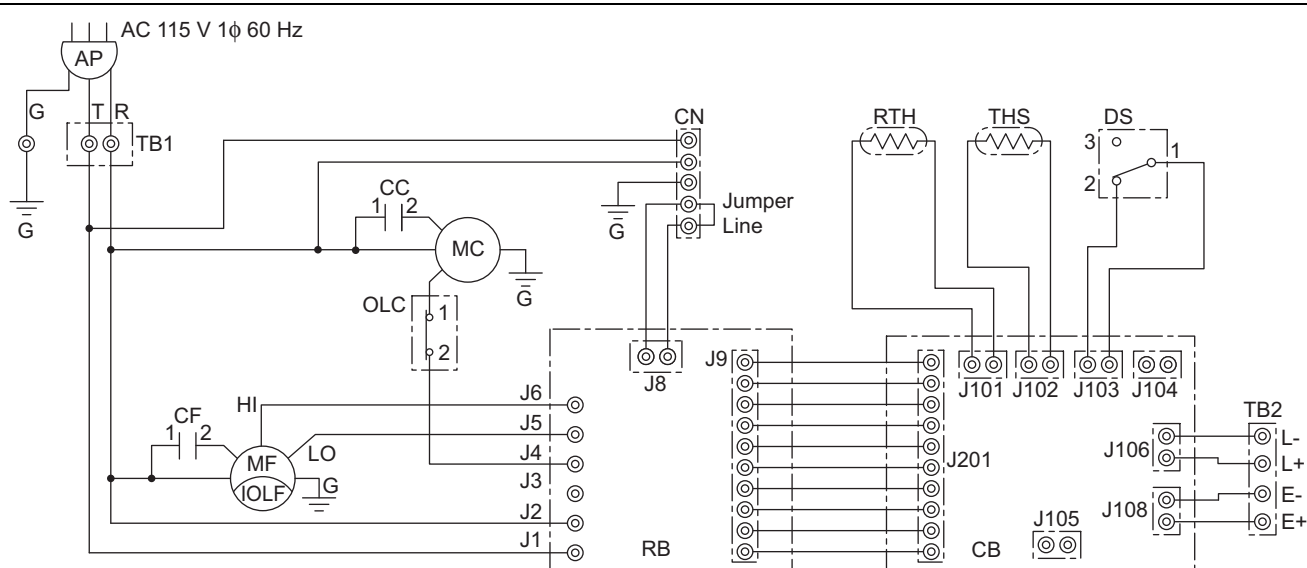 AC 115 V 1ϕ 60 Hz
AP
G
T R
TB1
G
CN
G
Jumper
Line
CC
1 2
MC
G
OLC
1
2
RTH
THS
DS
3
2
1
J8
J9
J101 J102 J103 J104
J6
J5
J4
J3
J2
J1
HI
LO
CF
1 2
MF
IOLF
G
RB
J201
CB
J105
J106
J108
TB2
L-
L+
E-
E+